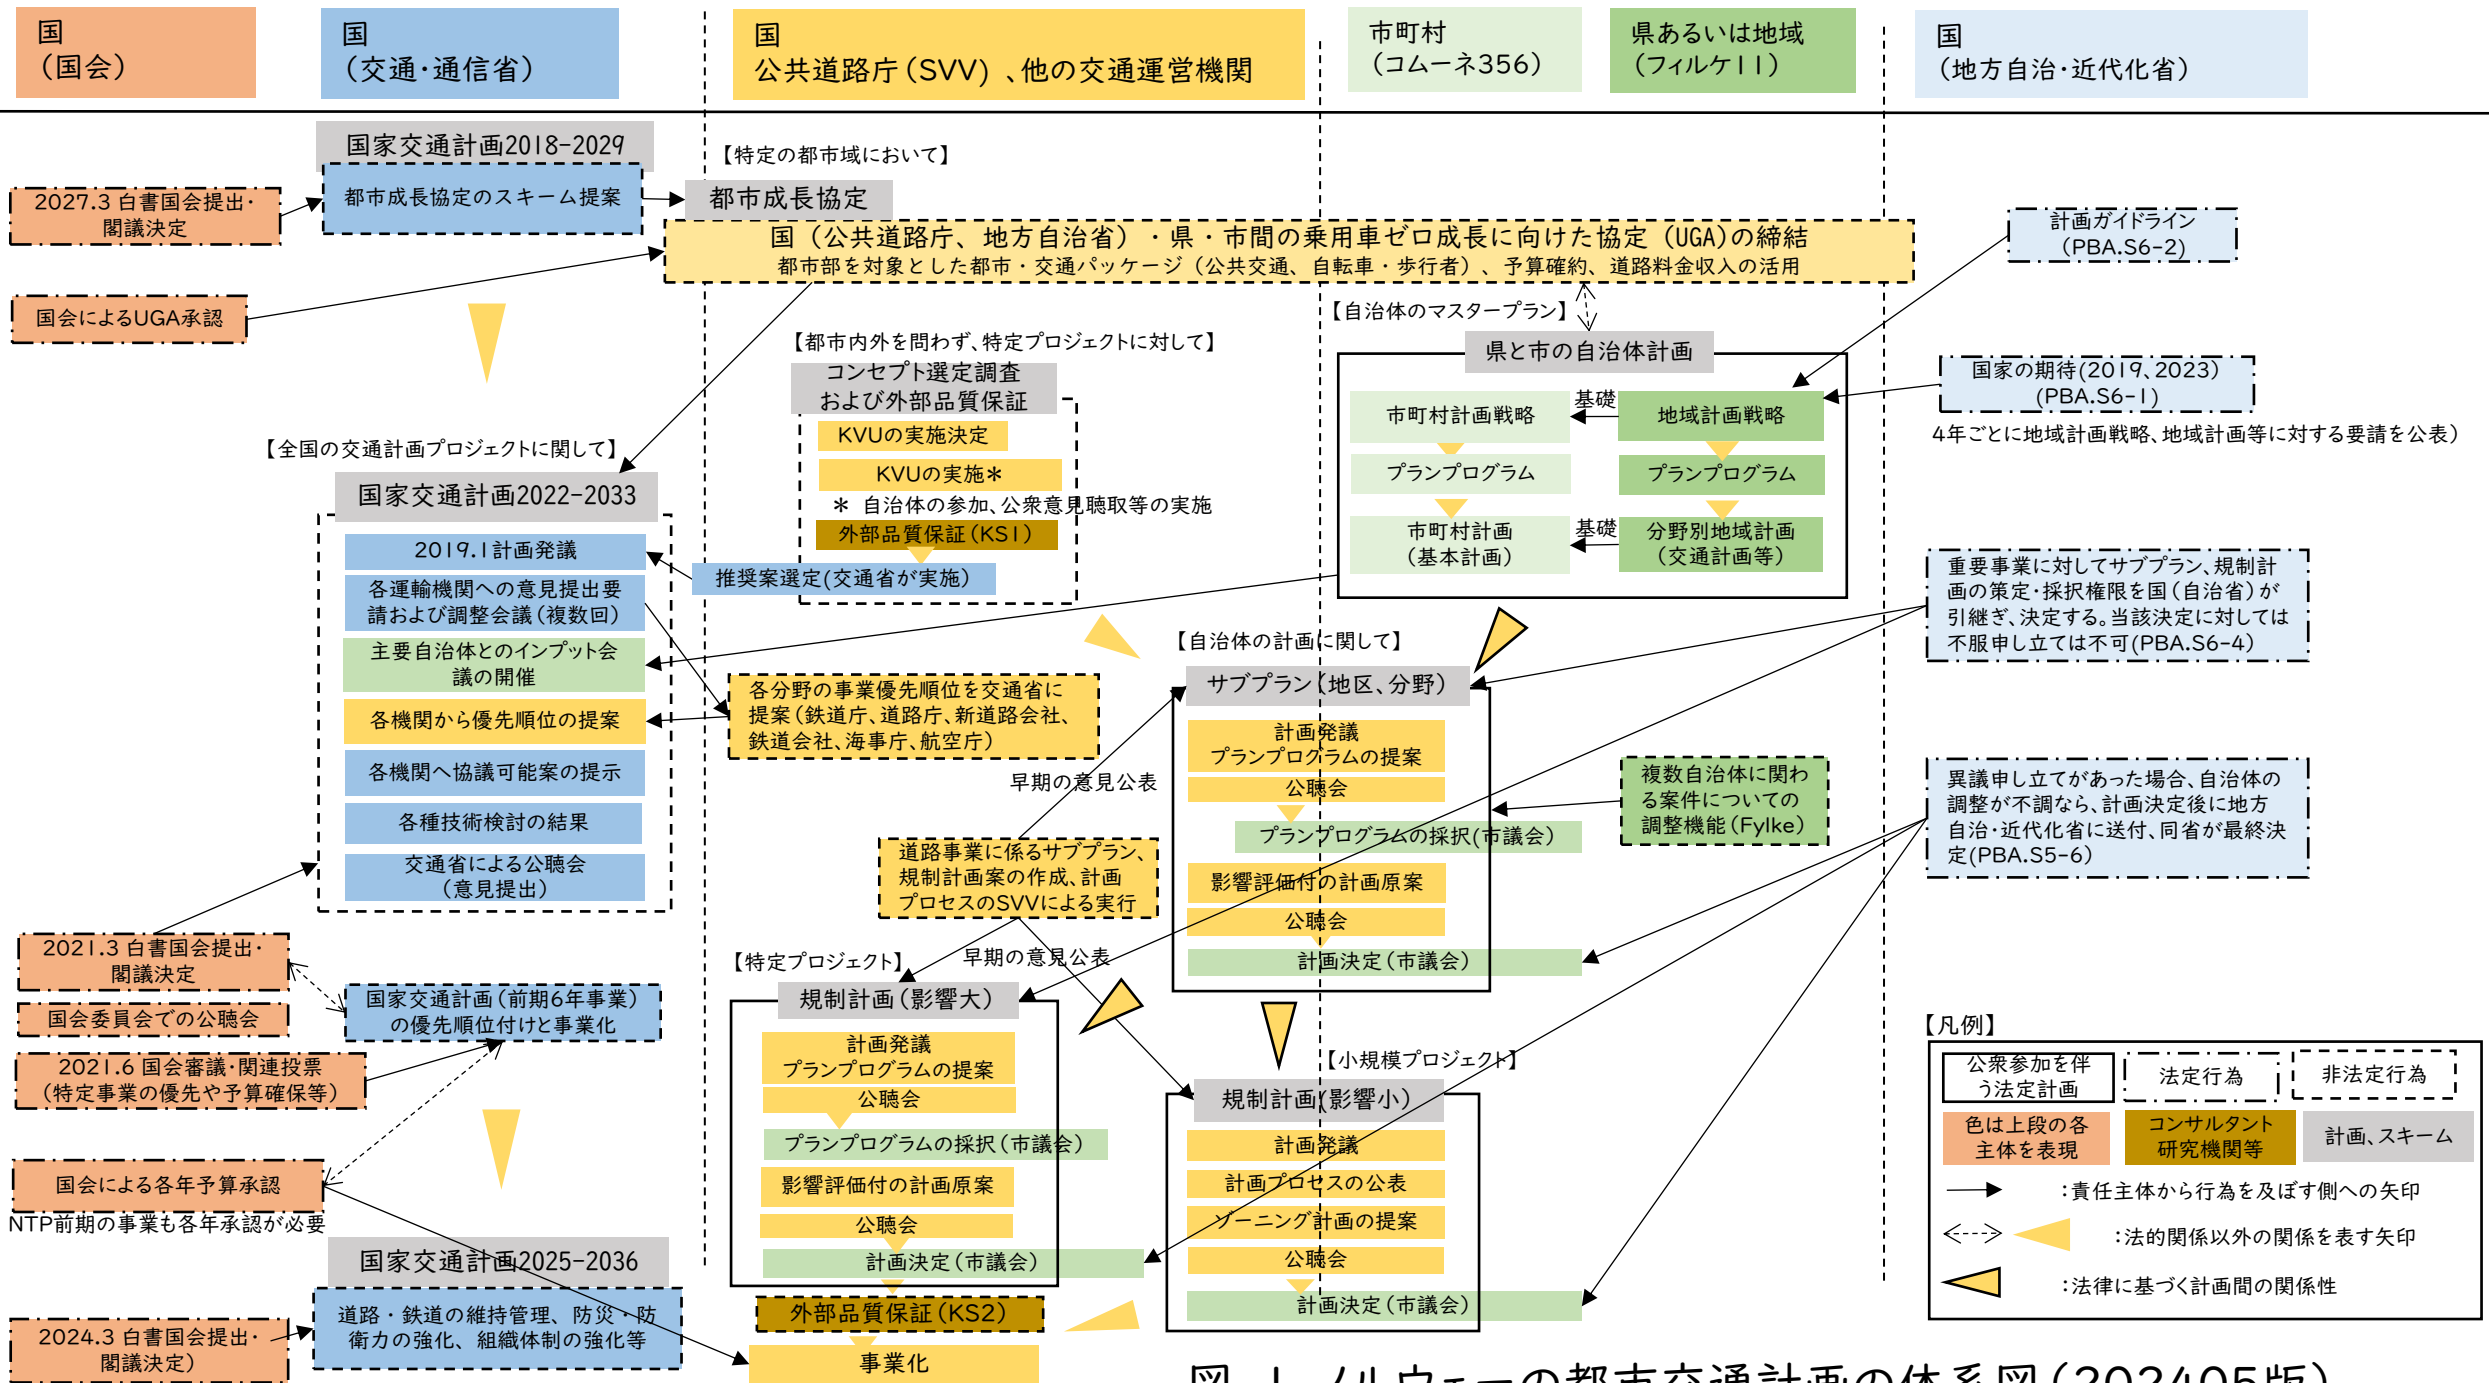 国
（国会）
国
（交通・通信省）
国
公共道路庁（SVV）、他の交通運営機関
市町村
（コムーネ356）
県あるいは地域
（フィルケ11）
国
（地方自治・近代化省）
国家交通計画2018-2029
都市成長協定のスキーム提案
2027.3 白書国会提出・
閣議決定
【特定の都市域において】
都市成長協定
国（公共道路庁、地方自治省）・県・市間の乗用車ゼロ成長に向けた協定（UGA)の締結
都市部を対象とした都市・交通パッケージ（公共交通、自転車・歩行者）、予算確約、道路料金収入の活用
計画ガイドライン
（PBA.S6-2）
国会によるUGA承認
【都市内外を問わず、特定プロジェクトに対して】
コンセプト選定調査
および外部品質保証
KVUの実施決定
KVUの実施＊
＊ 自治体の参加、公衆意見聴取等の実施
外部品質保証（KS1）
推奨案選定(交通省が実施)
【自治体のマスタープラン】
県と市の自治体計画
市町村計画戦略
基礎
地域計画戦略
プランプログラム
プランプログラム
市町村計画
（基本計画）
基礎
分野別地域計画
（交通計画等）
国家の期待(2019、2023)
(PBA.S6-1)
4年ごとに地域計画戦略、地域計画等に対する要請を公表）
【全国の交通計画プロジェクトに関して】
国家交通計画2022-2033
2019.1計画発議
各運輸機関への意見提出要
請および調整会議（複数回）
主要自治体とのインプット会
議の開催
各機関から優先順位の提案
各機関へ協議可能案の提示
各種技術検討の結果
交通省による公聴会
（意見提出）
各分野の事業優先順位を交通省に
提案（鉄道庁、道路庁、新道路会社、
鉄道会社、海事庁、航空庁）
早期の意見公表
道路事業に係るサブプラン、
規制計画案の作成、計画
プロセスのSVVによる実行
早期の意見公表
【自治体の計画に関して】
サブプラン（地区、分野）
計画発議
プランプログラムの提案
公聴会
プランプログラムの採択(市議会)
影響評価付の計画原案
公聴会
計画決定（市議会）
複数自治体に関わ
る案件についての
調整機能（Fylke）
重要事業に対してサブプラン、規制計
画の策定・採択権限を国（自治省）が
引継ぎ、決定する。当該決定に対しては
不服申し立ては不可(PBA.S6-4)
異議申し立てがあった場合、自治体の
調整が不調なら、計画決定後に地方
自治・近代化省に送付、同省が最終決
定(PBA.S5-6)
2021.3 白書国会提出・
閣議決定
国会委員会での公聴会
2021.6 国会審議・関連投票
（特定事業の優先や予算確保等）
国家交通計画（前期6年事業）
の優先順位付けと事業化
国会による各年予算承認
NTP前期の事業も各年承認が必要
国家交通計画2025-2036
道路・鉄道の維持管理、防災・防
衛力の強化、組織体制の強化等
2024.3 白書国会提出・
閣議決定）
【特定プロジェクト】
規制計画（影響大）
計画発議
プランプログラムの提案
公聴会
プランプログラムの採択（市議会）
影響評価付の計画原案
公聴会
計画決定（市議会）
外部品質保証（KS2）
事業化
【小規模プロジェクト】
規制計画(影響小)
計画発議
計画プロセスの公表
ゾーニング計画の提案
公聴会
計画決定（市議会）
【凡例】
公衆参加を伴
う法定計画
法定行為
非法定行為
色は上段の各
主体を表現
コンサルタント
研究機関等
計画、スキーム
：責任主体から行為を及ぼす側への矢印
：法的関係以外の関係を表す矢印
：法律に基づく計画間の関係性
図-1 ノルウェーの都市交通計画の体系図（202405版）